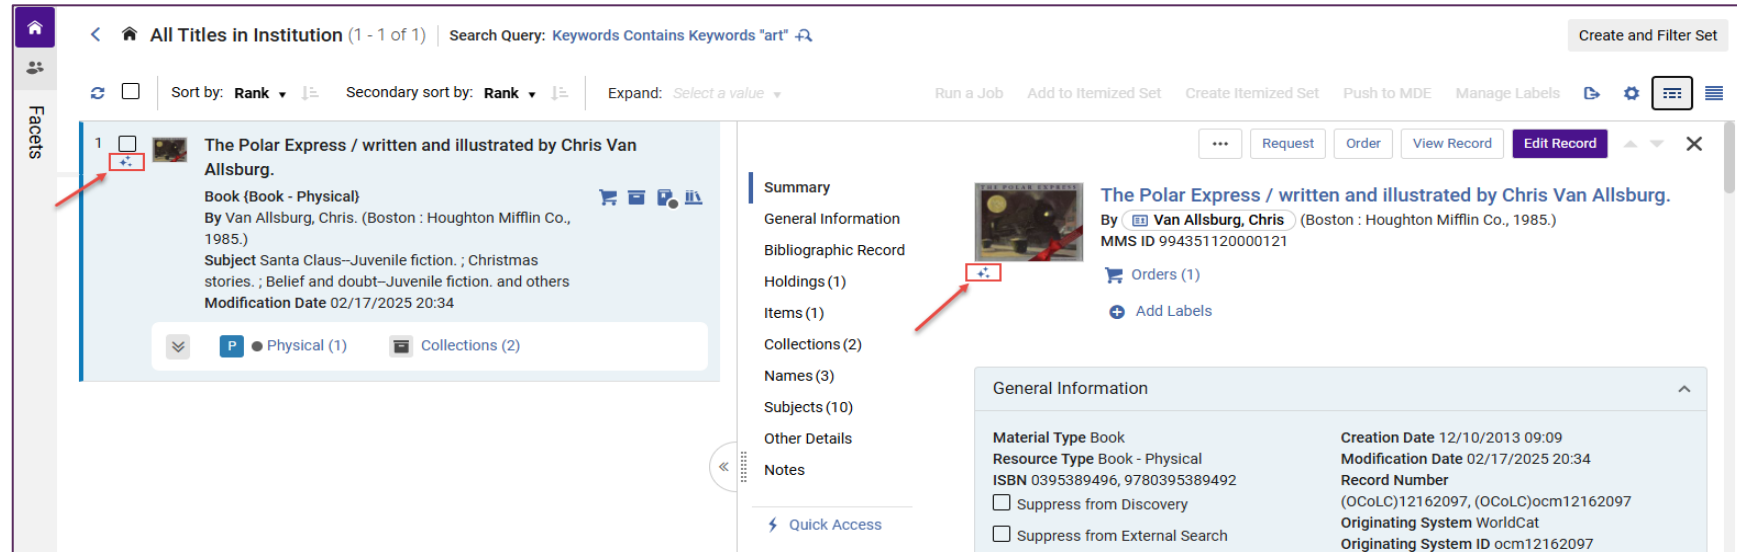 All Titles in Institution (1 - 1 of 1) Search Query: Keywords Contains Keywords "art"
Create and Filter Set
Sort by: Rank Secondary sort by: Rank Expand: Select a value
Run a Job Add to Itemized Set Create Itemized Set Push to MDE Manage Labels
Facets
1
The Polar Express / written and illustrated by Chris Van
Allsburg.
Book {Book - Physical}
By Van Allsburg, Chris. (Boston : Houghton Mifflin Co.,
1985.)
Subject Santa Claus--Juvenile fiction. ; Christmas
stories. ; Belief and doubt--Juvenile fiction. and others
Modification Date 02/17/2025 20:34
P Physical (1) Collections (2)
Summary
General Information
Bibliographic Record
Holdings (1)
Items (1)
Collections (2)
Names (3)
Subjects (10)
Other Details
Notes
Quick Access
Request Order View Record Edit Record
THE POLAR EXPRESS
The Polar Express / written and illustrated by Chris Van Allsburg.
By Van Allsburg, Chris (Boston : Houghton Mifflin Co., 1985.)
MMS ID 994351120000121
Orders (1)
Add Labels
General Information
Material Type Book
Resource Type Book - Physical
ISBN 0395389496, 9780395389492
Suppress from Discovery
Suppress from External Search
Creation Date 12/10/2013 09:09
Modification Date 02/17/2025 20:34
Record Number
(OCoLC)12162097, (OCoLC)ocm12162097
Originating System WorldCat
Originating System ID ocm12162097